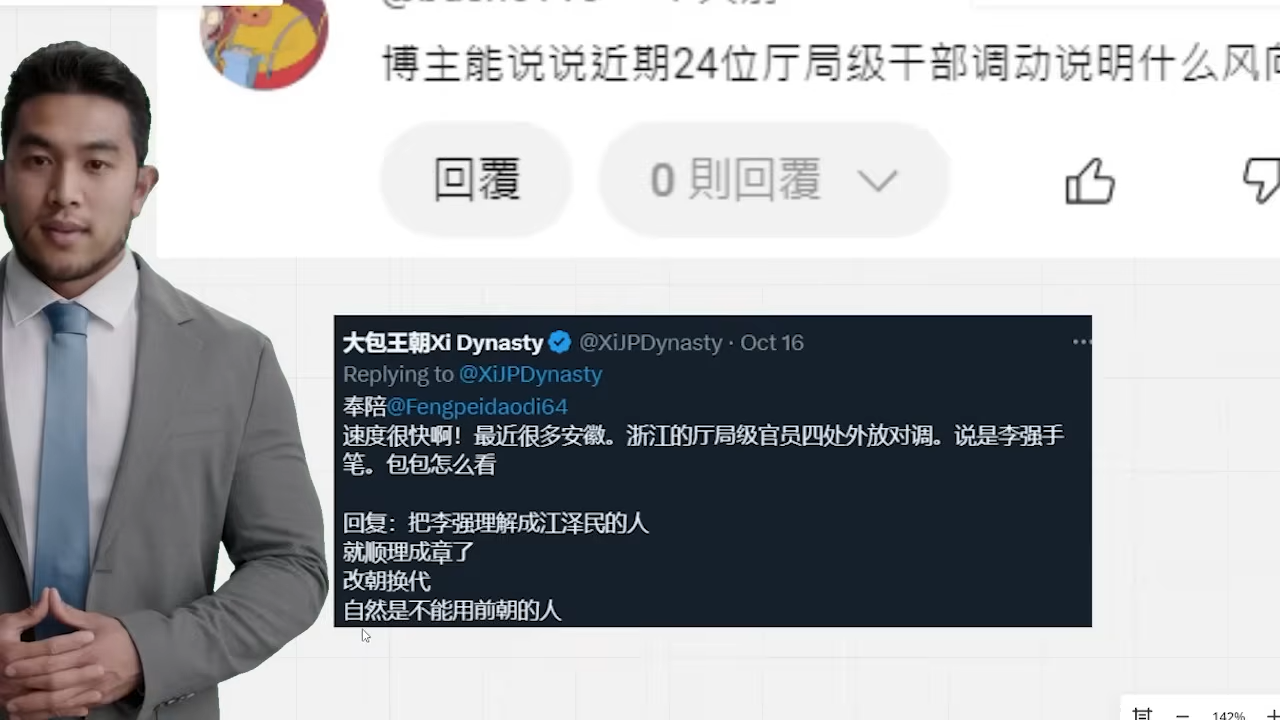 博主能说说近期24位厅局级干部调动说明什么风
回覆
0 則回覆
大包王朝Xi Dynasty @XiJPDynasty · Oct 16
Replying to @XiJPDynasty
奉陪@Fengpeidaodi64
速度很快啊！最近很多安徽。浙江的厅局级官员四处外放对调。说是李强手
笔。包包怎么看
回复：把李强理解成江泽民的人
就顺理成章了
改朝换代
自然是不能用前朝的人
142%